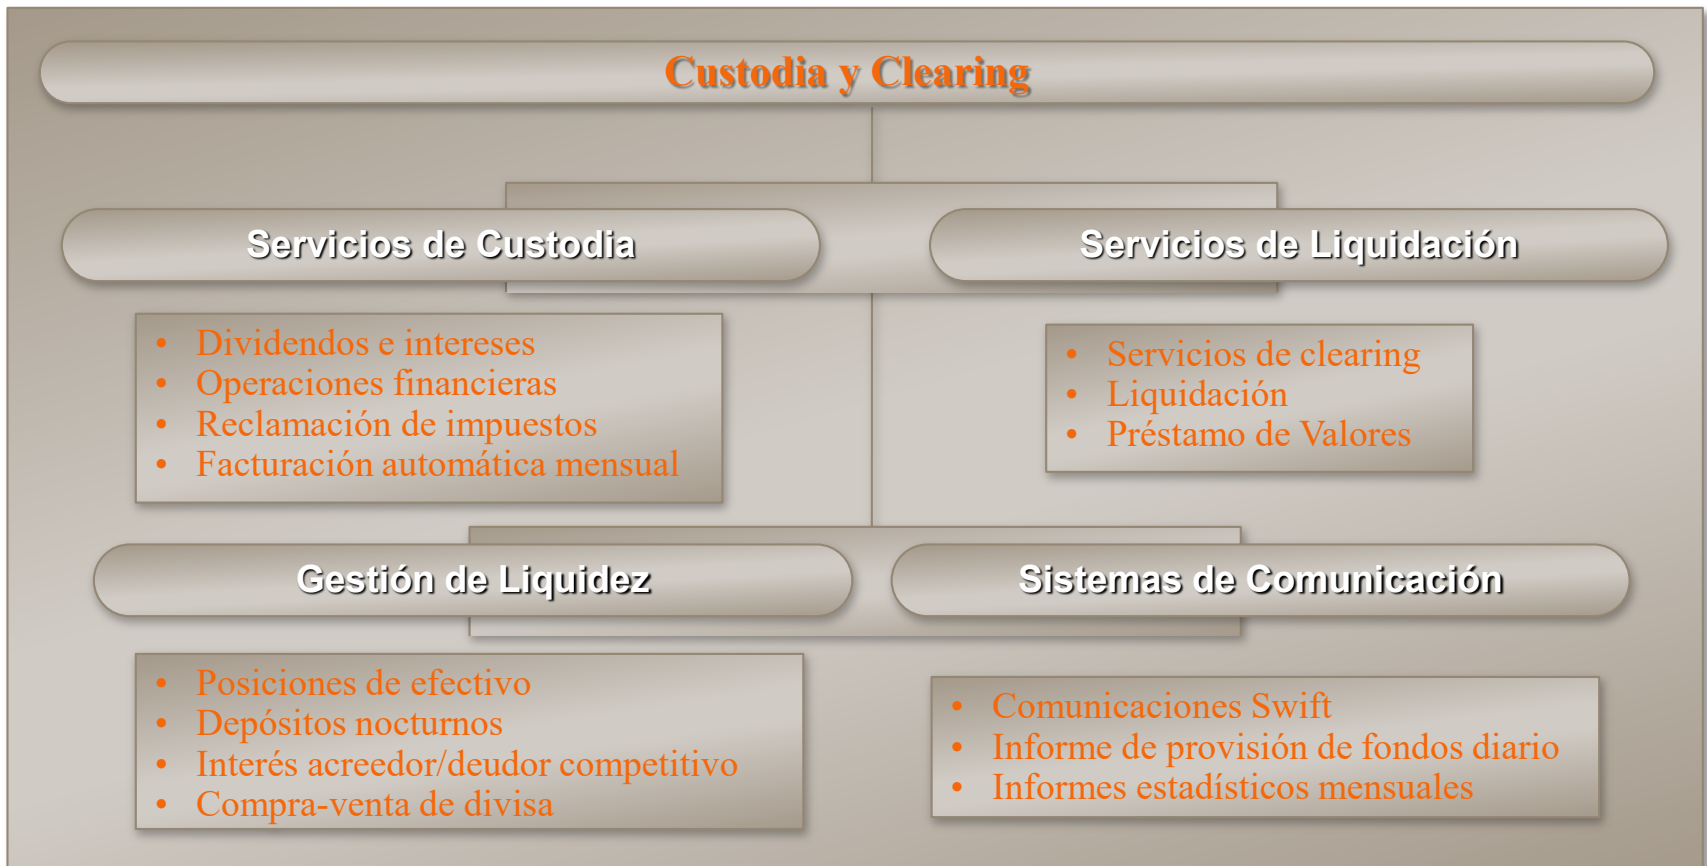 Custodia y Clearing
Servicios de Custodia
• Dividendos e intereses
• Operaciones financieras
• Reclamación de impuestos
• Facturación automática mensual
Servicios de Liquidación
• Servicios de clearing
• Liquidación
• Préstamo de Valores
Gestión de Liquidez
• Posiciones de efectivo
• Depósitos nocturnos
• Interés acreedor/deudor competitivo
• Compra-venta de divisa
Sistemas de Comunicación
• Comunicaciones Swift
• Informe de provisión de fondos diario
• Informes estadísticos mensuales